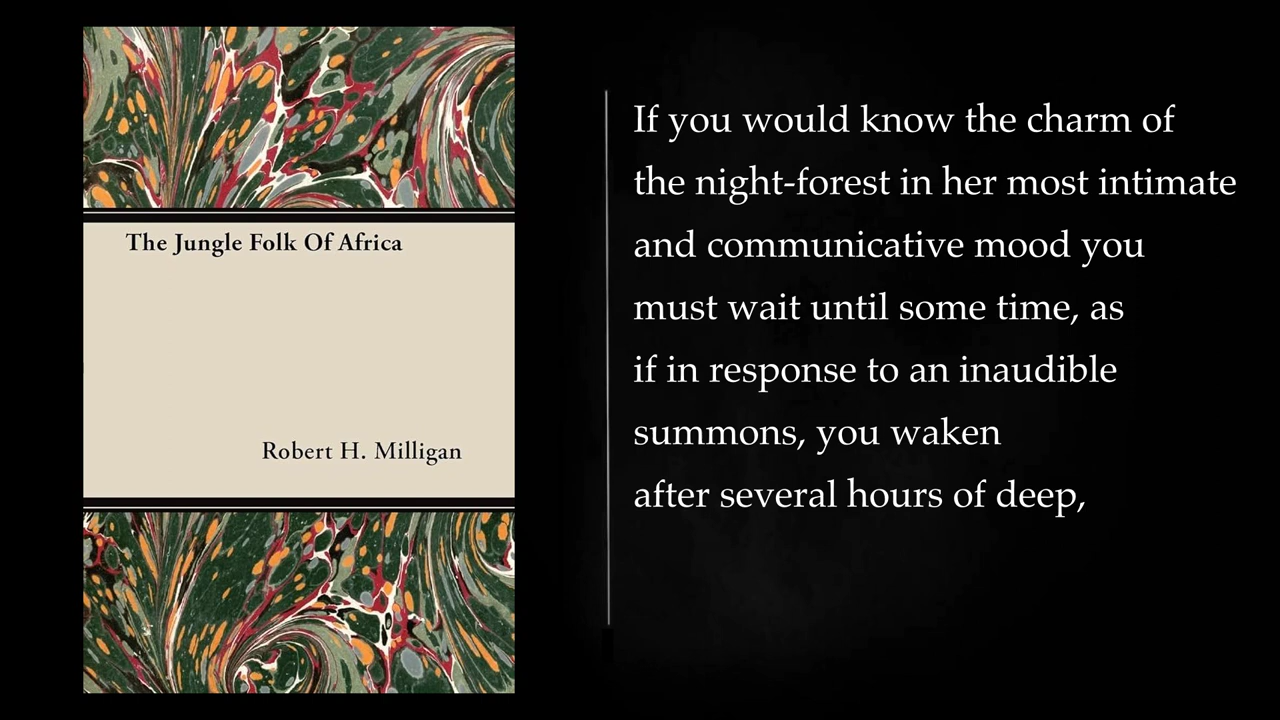 The Jungle Folk Of Africa
Robert H. Milligan
If you would know the charm of
the night-forest in her most intimate
and communicative mood you
must wait until some time, as
if in response to an inaudible
summons, you waken
after several hours of deep,